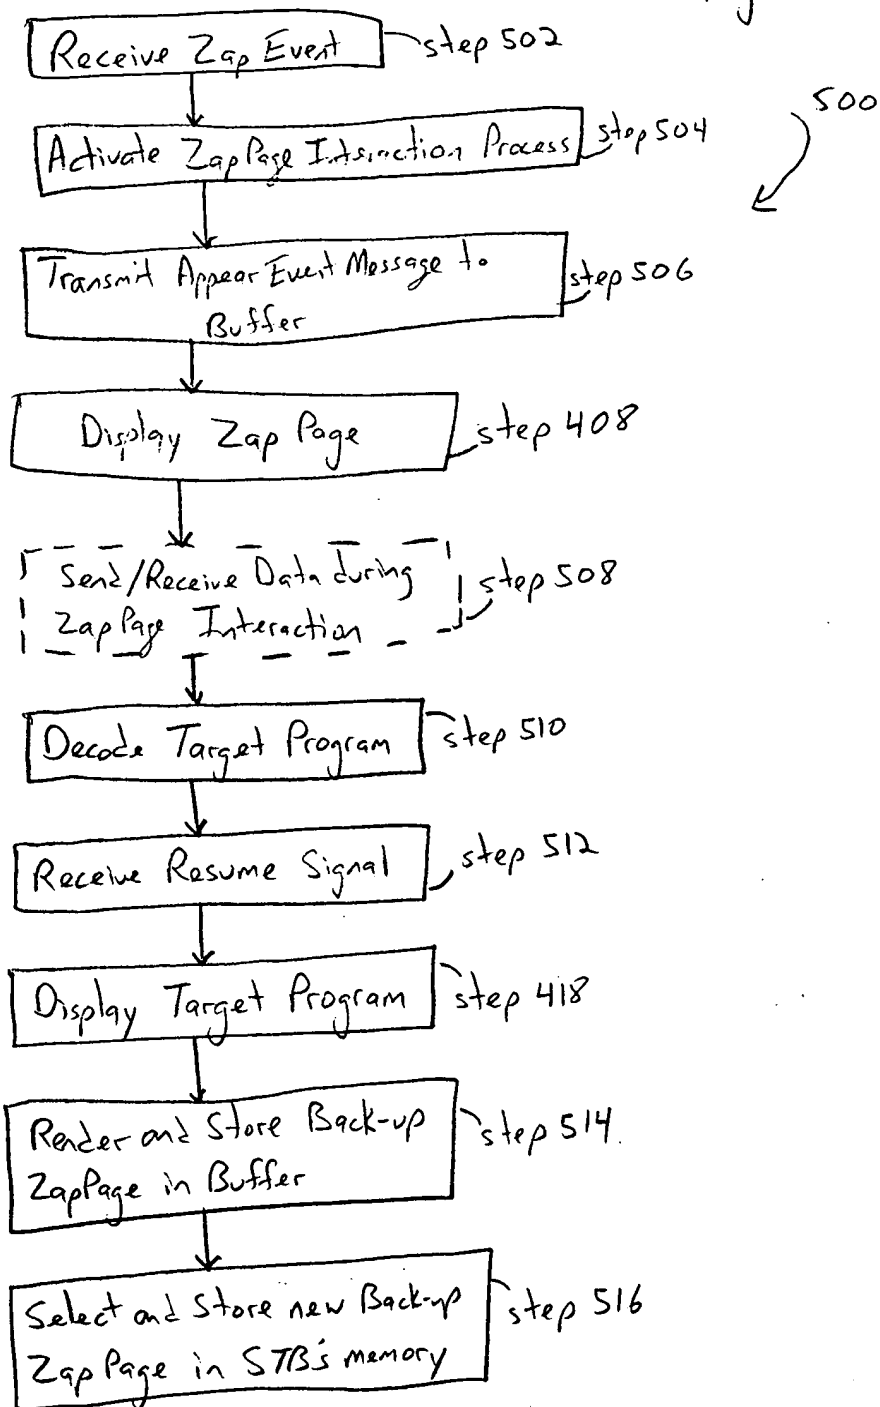 Receive Zap Event
step 502
500
Activate ZapPage Interaction Process
step 504
Transmit Appear Event Message to
Buffer
step 506
Display Zap Page
step 408
Send/Receive Data during
ZapPage Interaction
step 508
Decode Target Program
step 510
Receive Resume Signal
step 512
Display Target Program
step 418
Render and Store Back-up
ZapPage in Buffer
step 514.
Select and Store new Back-up
ZapPage in STB's memory
step 516